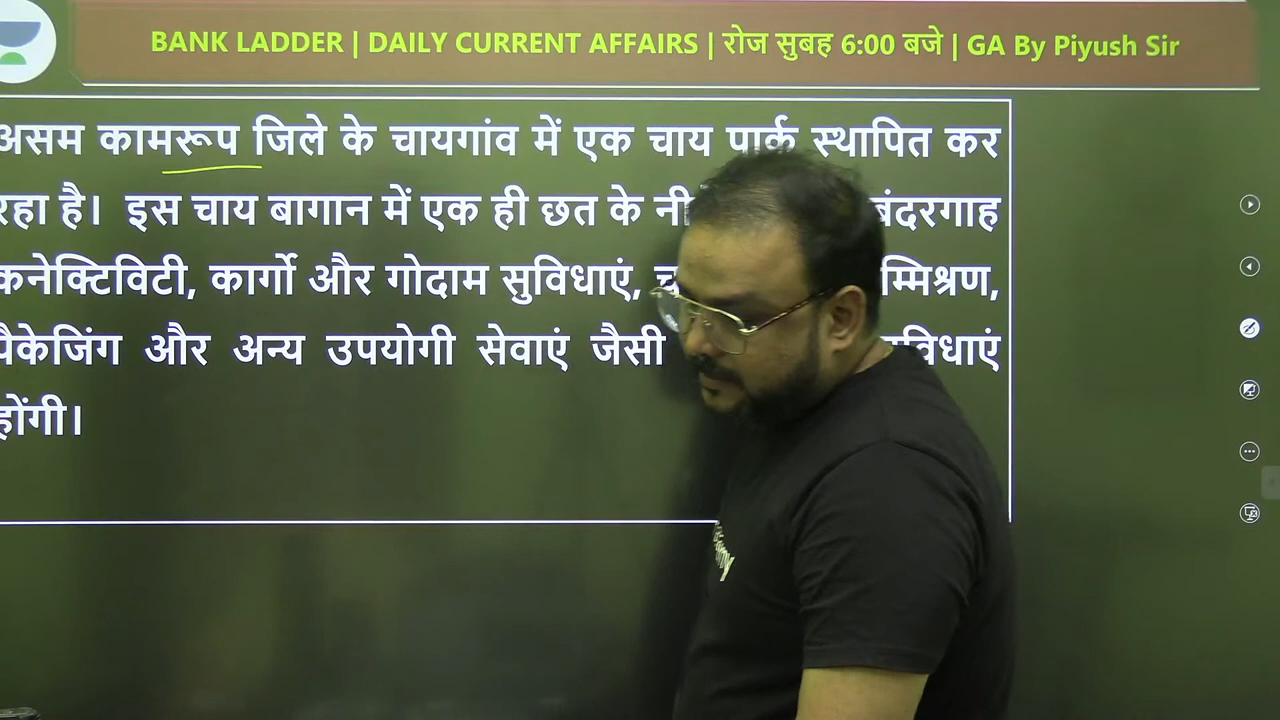 BANK LADDER | DAILY CURRENT AFFAIRS | रोज सुबह 6:00 बजे | GA By Piyush Sir
असम कामरूप जिले के चायगांव में एक चाय पार्क स्थापित कर
रहा है। इस चाय बागान में एक ही छत के बंदरगाह
कनेक्टिविटी, कार्गो और गोदाम सुविधाएं,
पैकेजिंग और अन्य उपयोगी सेवाएं जैसी
होंगी।